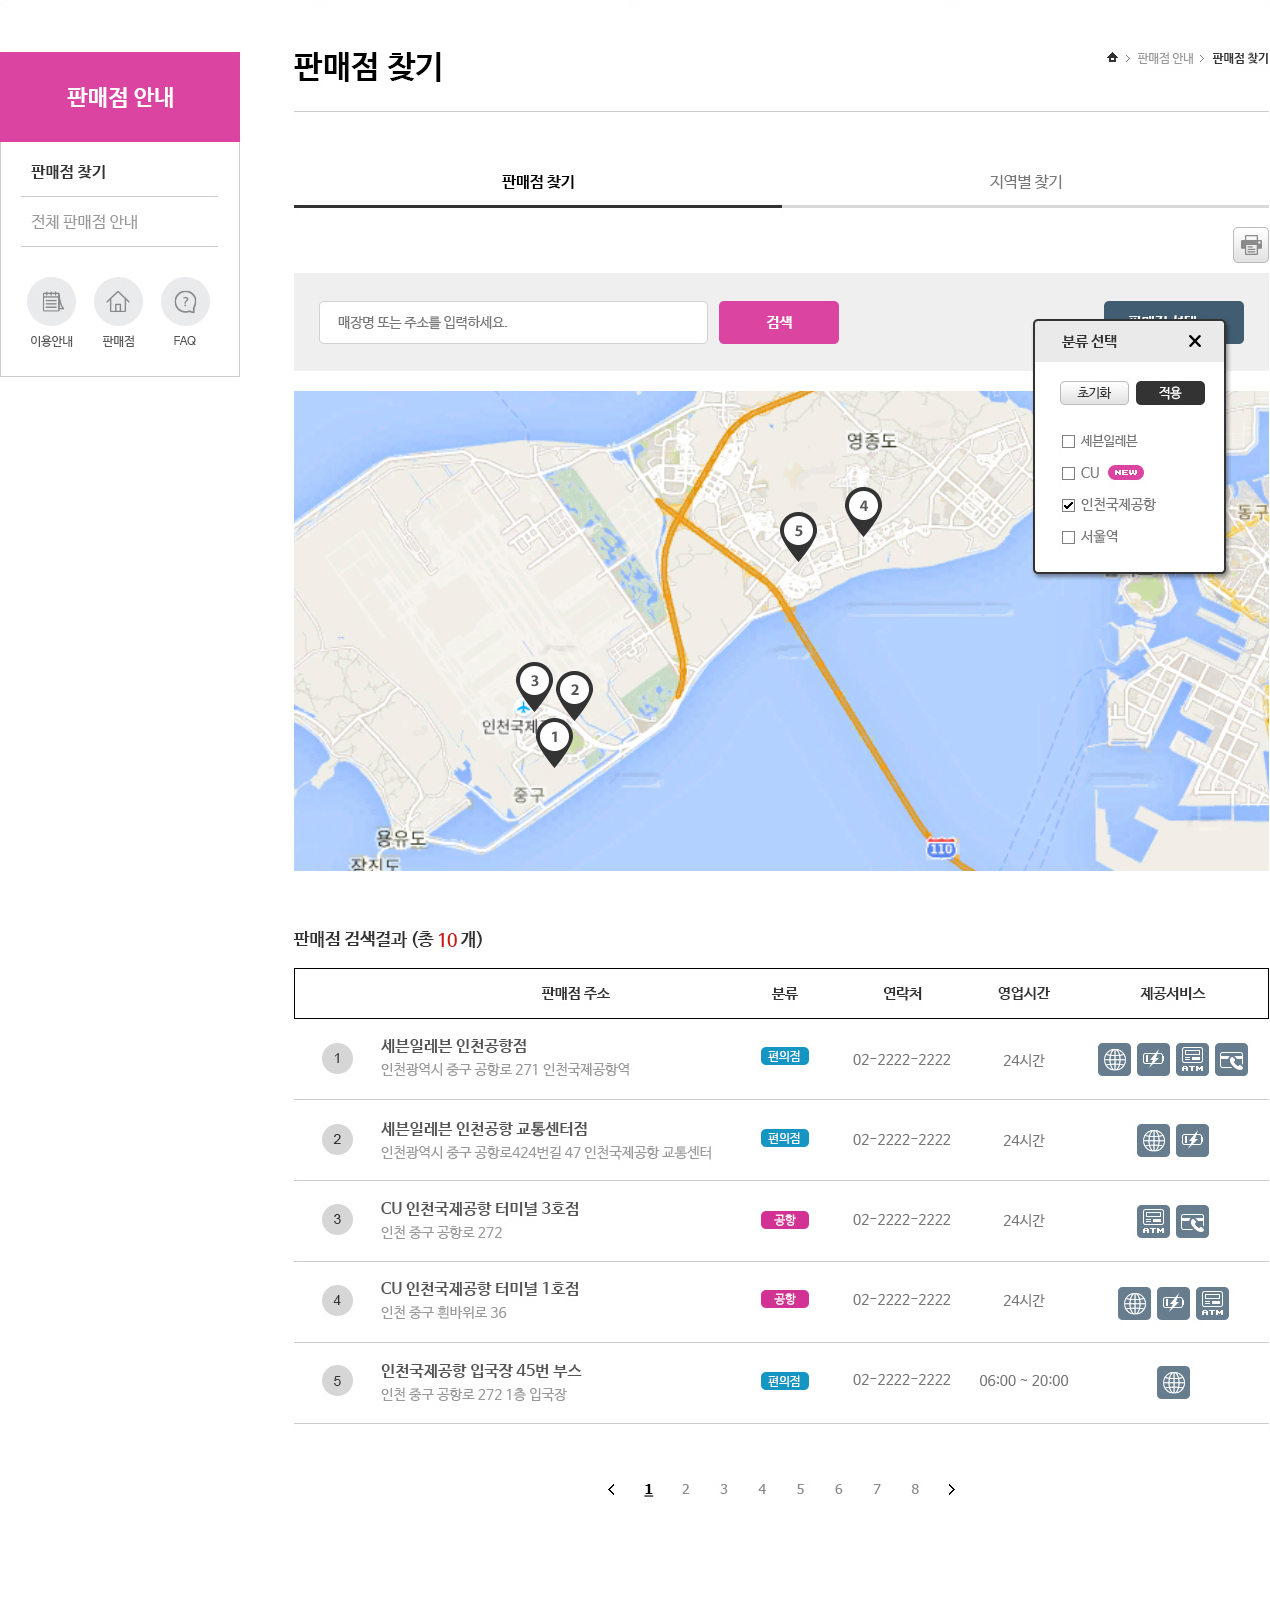 판매점 안내
판매점 찾기
전체 판매점 안내
이용안내
판매점
FAQ
판매점 찾기
판매점 안내
판매점 찾기
판매점 찾기
지역별 찾기
매장명 또는 주소를 입력하세요.
검색
분류 선택
초기화
적용
세븐일레븐
CU NEW
인천국제공항
서울역
영종도
동구
4
5
3
2
인천국제
1
중구
용유도
잠진도
110
판매점 검색결과 (총 10 개)
판매점 주소 분류 연락처 영업시간 제공서비스
1 세븐일레븐 인천공항점 편의점 02-2222-2222 24시간 ATM
인천광역시 중구 공항로 271 인천국제공항역
2 세븐일레븐 인천공항 교통센터점 편의점 02-2222-2222 24시간
인천광역시 중구 공항로424번길 47 인천국제공항 교통센터
3 CU 인천국제공항 터미널 3호점 공항 02-2222-2222 24시간 ATM
인천 중구 공항로 272
4 CU 인천국제공항 터미널 1호점 공항 02-2222-2222 24시간 ATM
인천 중구 흰바위로 36
5 인천국제공항 입국장 45번 부스 편의점 02-2222-2222 06:00 ~ 20:00
인천 중구 공항로 272 1층 입국장
1 2 3 4 5 6 7 8